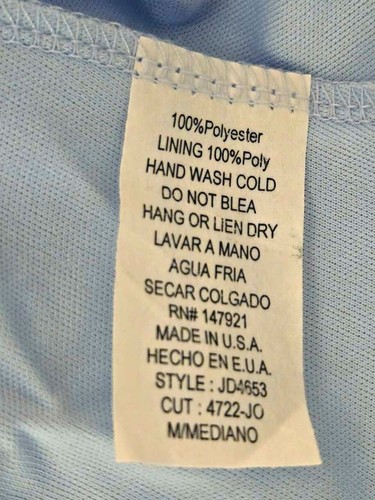 100%Polyester
LINING 100%Poly
HAND WASH COLD
DO NOT BLEA
HANG OR LIEN DRY
LAVAR A MANO
AGUA FRIA
SECAR COLGADO
RN# 147921
MADE IN U.S.A.
HECHO EN E.U.A.
STYLE : JD4653
CUT : 4722-JO
M/MEDIANO